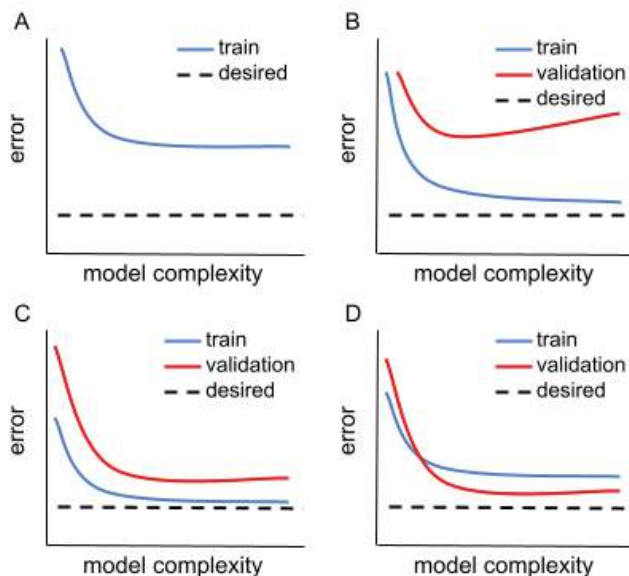 A
train
desired
error
model complexity
B
train
validation
desired
error
model complexity
C
train
validation
desired
error
model complexity
D
train
validation
desired
error
model complexity